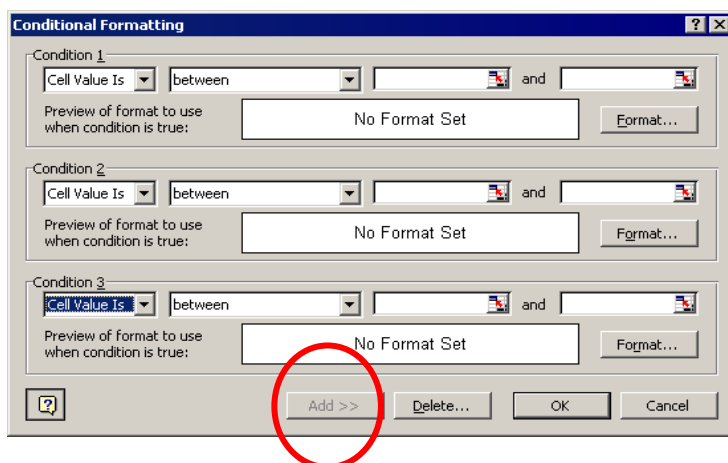 Conditional Formatting
Condition 1
Cell Value Is between and
Preview of format to use
when condition is true:
No Format Set
Format...
Condition 2
Cell Value Is between and
Preview of format to use
when condition is true:
No Format Set
Format...
Condition 3
Cell Value Is between and
Preview of format to use
when condition is true:
No Format Set
Format...
Add >> Delete... OK Cancel